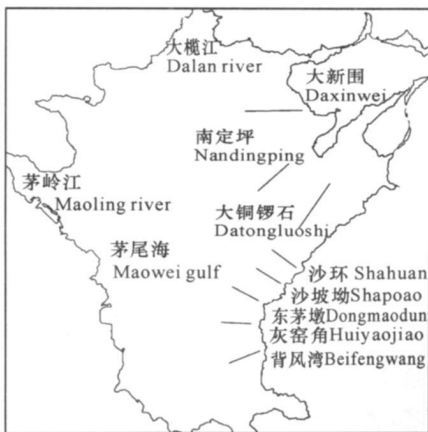 大榄江
Dalan river
大新围
Daxinwei
南定坪
Nandingping
茅岭江
Maoling river
大铜锣石
Datongluoshi
茅尾海
Maowei gulf
沙环 Shahuan
沙坡坳Shapoao
东茅墩Dongmaodun
灰窑角Huiyaojiao
背风湾Beifengwang